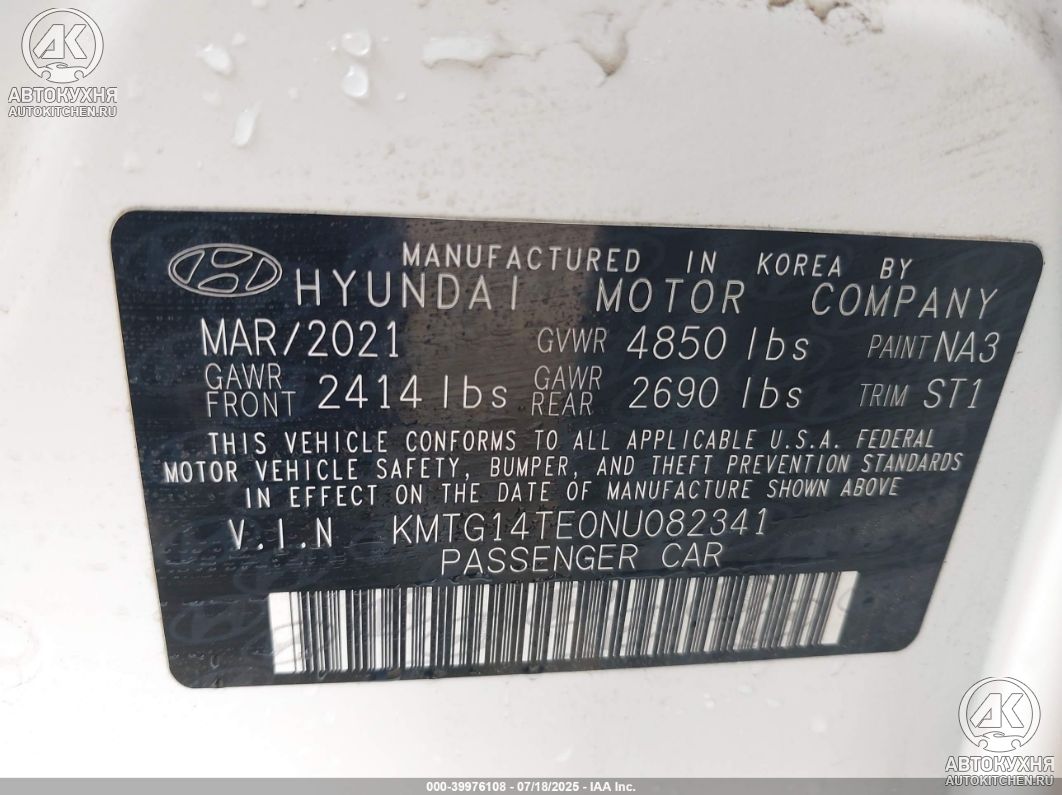 AK
АВТОКУХНЯ
AUTOKITCHEN.RU
MANUFACTURED IN KOREA BY
HYUNDAI MOTOR COMPANY
MAR/2021 GVWR 4850 lbs PAINT NA3
GAWR FRONT 2414 lbs GAWR REAR 2690 lbs TRIM ST1
THIS VEHICLE CONFORMS TO ALL APPLICABLE U.S.A. FEDERAL
MOTOR VEHICLE SAFETY, BUMPER, AND THEFT PREVENTION STANDARDS
IN EFFECT ON THE DATE OF MANUFACTURE SHOWN ABOVE
V.I.N KMTG14TE0NU082341
PASSENGER CAR
AK
АВТОКУХНЯ
AUTOKITCHEN.RU
000-39976108 - 07/18/2025 - IAA Inc.